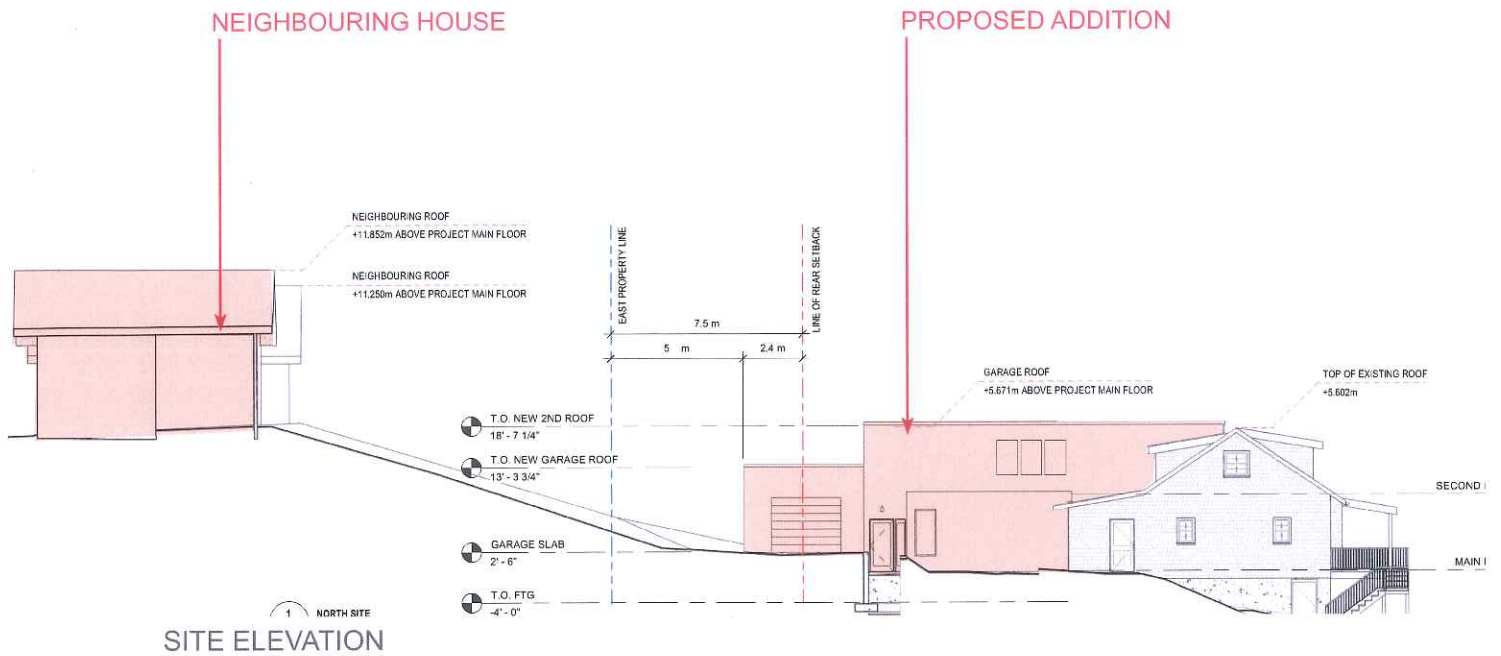 NEIGHBOURING HOUSE
PROPOSED ADDITION
NEIGHBOURING ROOF
+11.852m ABOVE PROJECT MAIN FLOOR
NEIGHBOURING ROOF
+11.250m ABOVE PROJECT MAIN FLOOR
EAST PROPERTY LINE
LINE OF REAR SETBACK
7.5 m
5 m
2.4 m
GARAGE ROOF
+5.671m ABOVE PROJECT MAIN FLOOR
TOP OF EXISTING ROOF
+5.602m
T.O. NEW 2ND ROOF
18' - 7 1/4"
T.O. NEW GARAGE ROOF
13' - 3 3/4"
SECOND
GARAGE SLAB
2' - 6"
MAIN
T.O. FTG
-4' - 0"
1 NORTH SITE
SITE ELEVATION